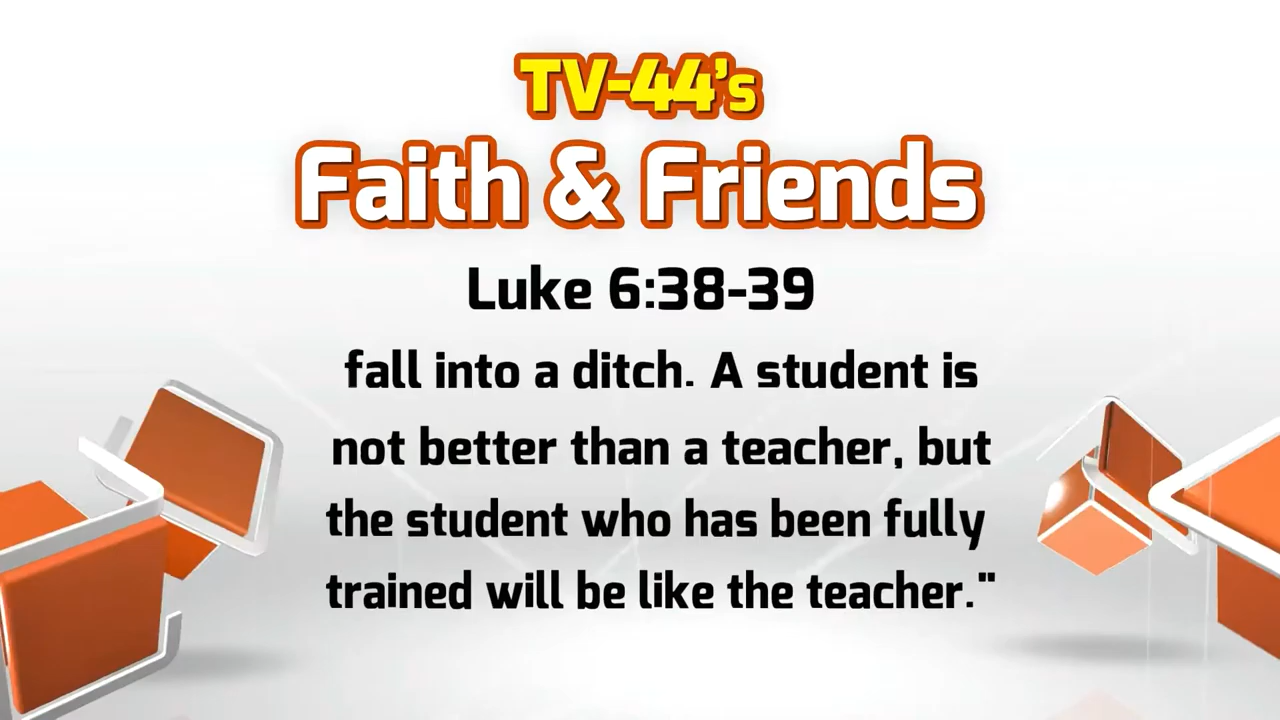 TV-44's
Faith & Friends
Luke 6:38-39
fall into a ditch. A student is
not better than a teacher, but
the student who has been fully
trained will be like the teacher."